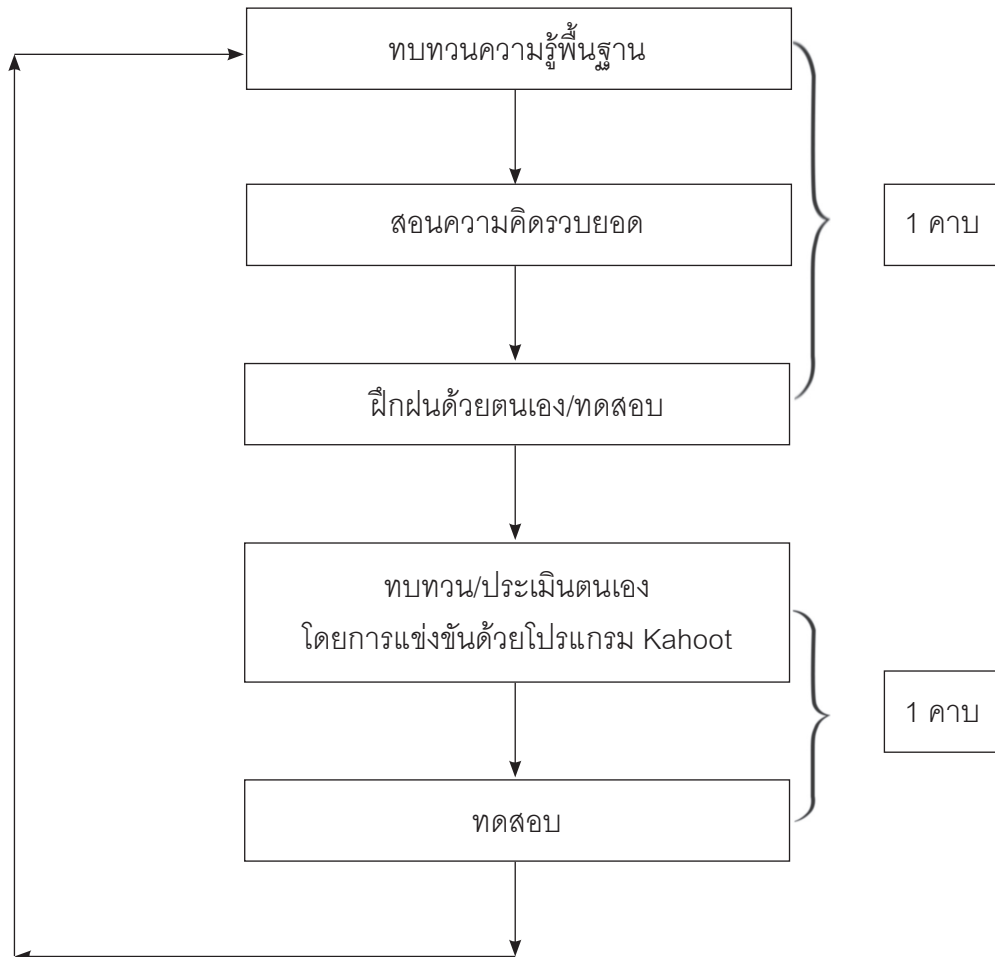 ทบทวนความรู้พื้นฐาน
สอนความคิดรวบยอด
1 คาบ
ฝึกฝนด้วยตนเอง/ทดสอบ
ทบทวน/ประเมินตนเอง
โดยการแข่งขันด้วยโปรแกรม Kahoot
1 คาบ
ทดสอบ